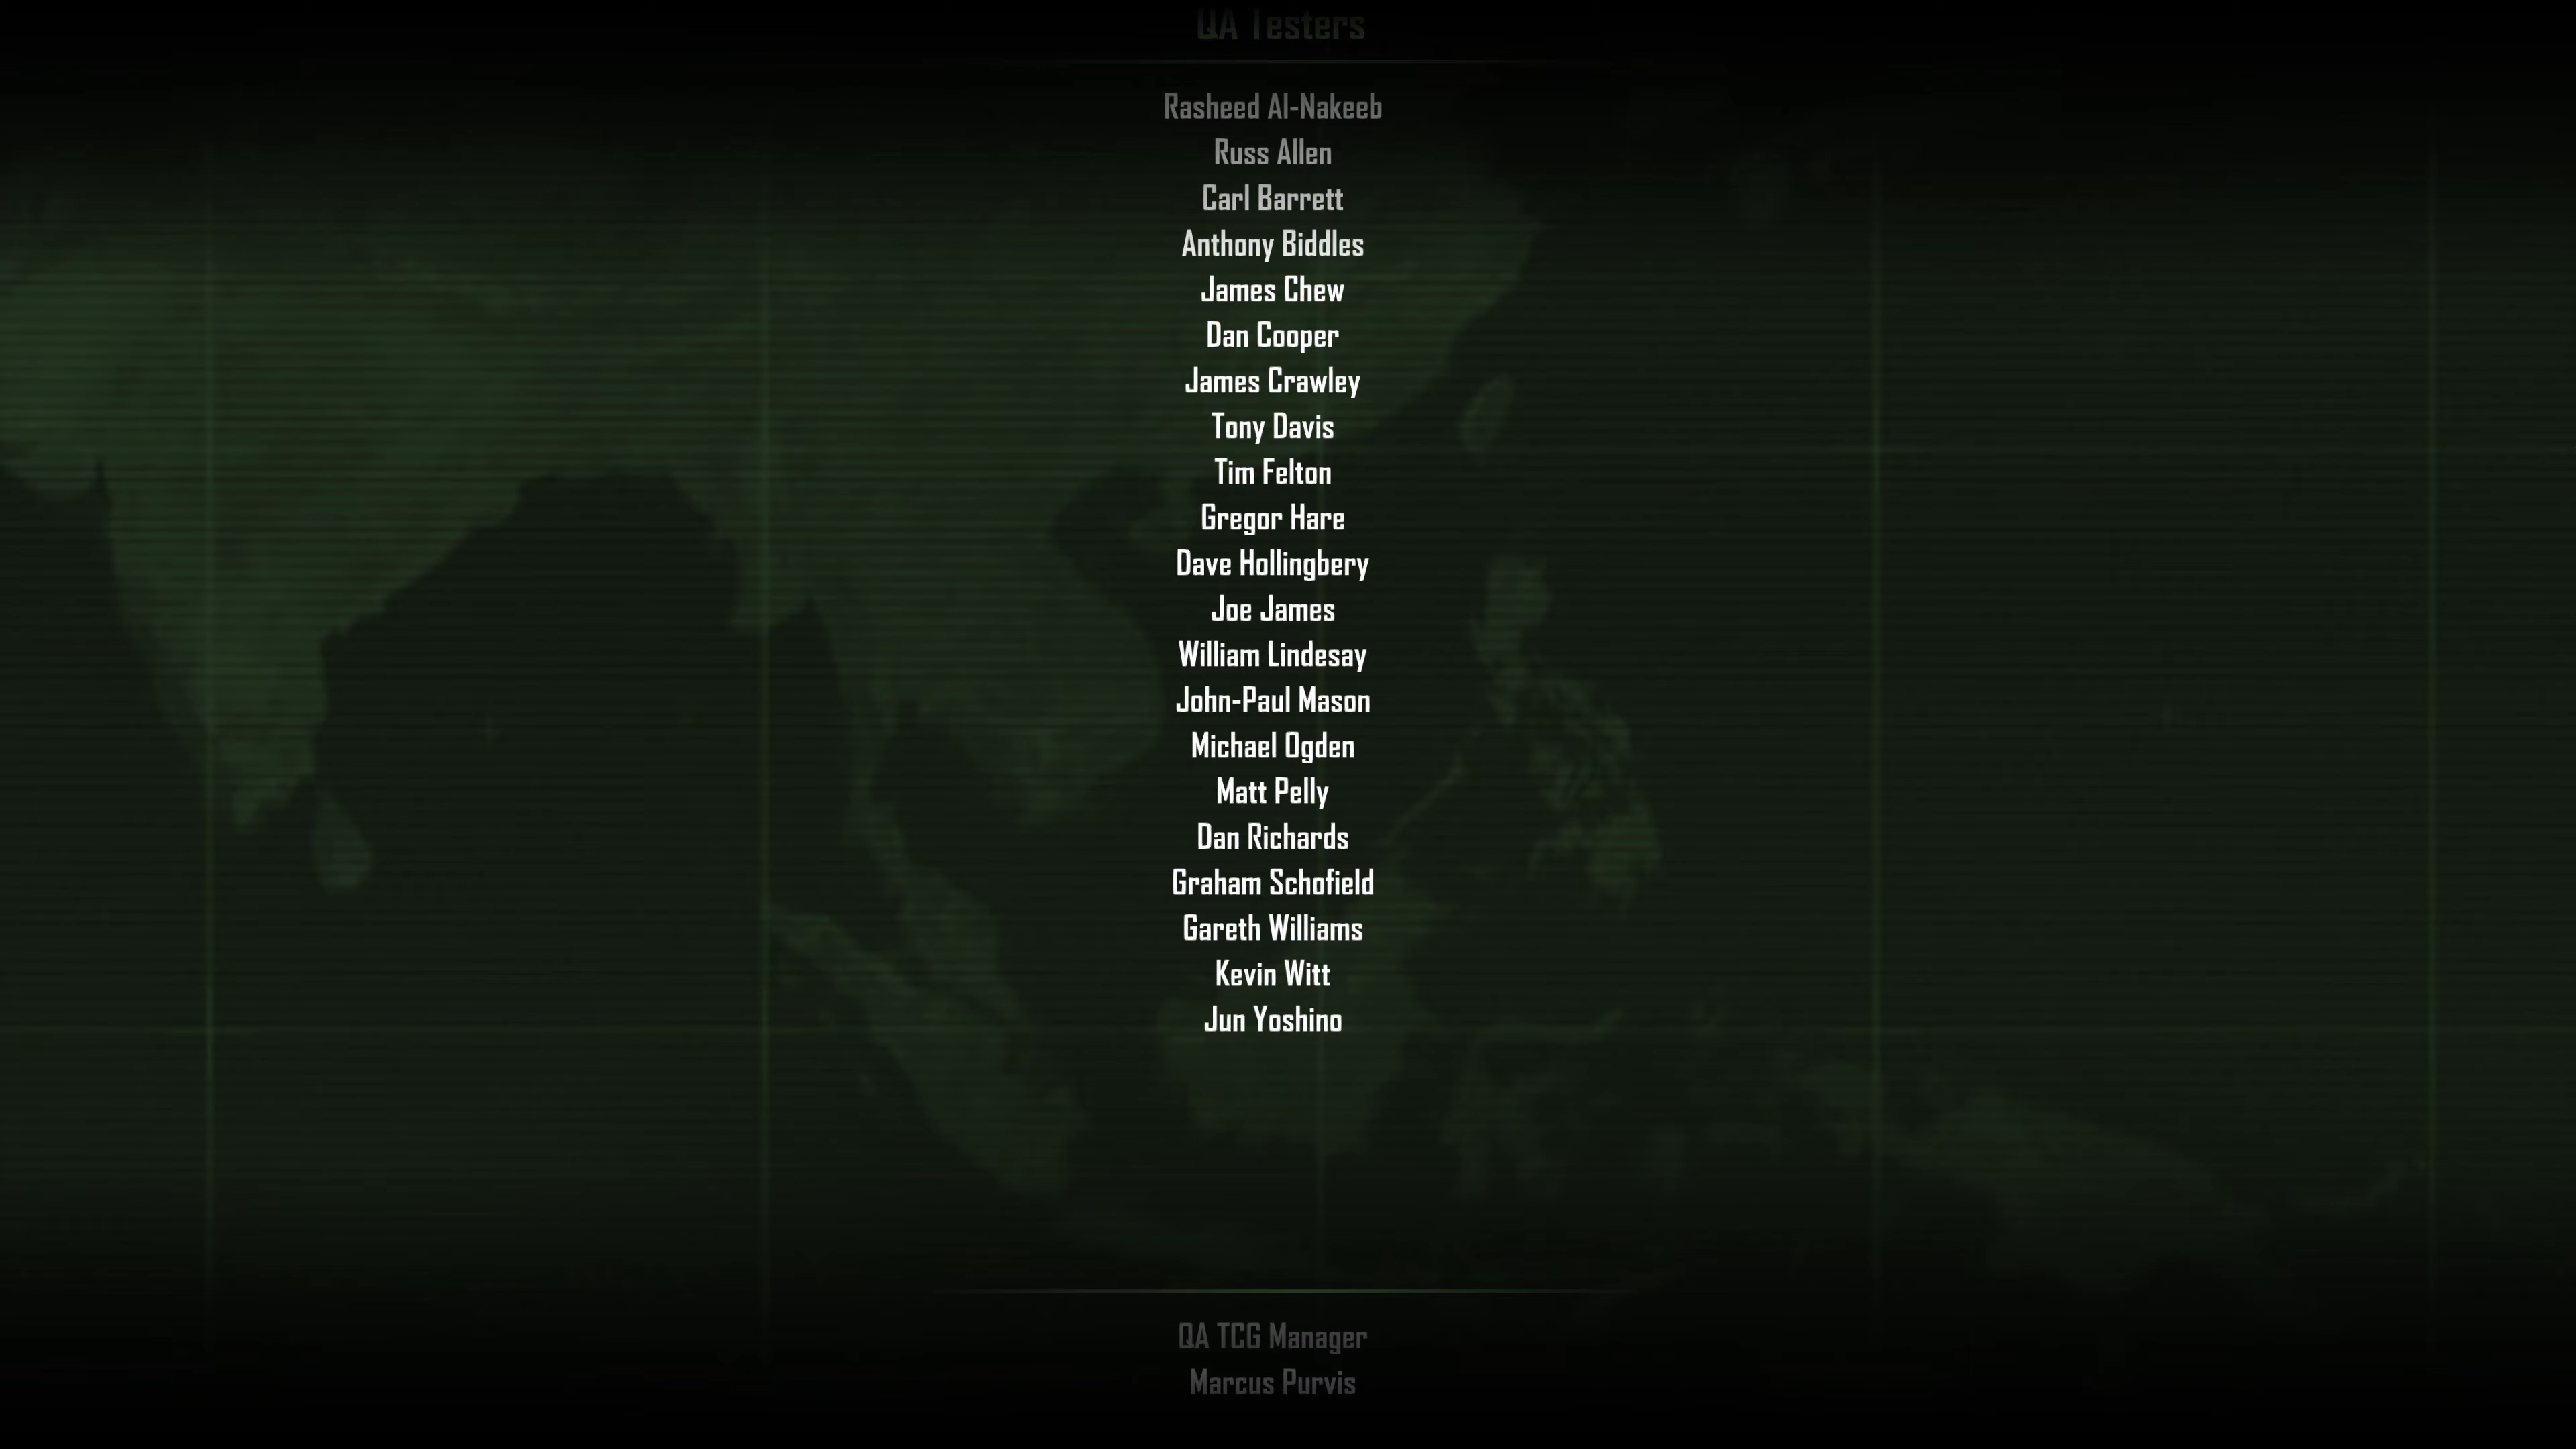 QA Testers
Rasheed Al-Nakeeb
Russ Allen
Carl Barrett
Anthony Biddles
James Chew
Dan Cooper
James Crawley
Tony Davis
Tim Felton
Gregor Hare
Dave Hollingbery
Joe James
William Lindesay
John-Paul Mason
Michael Ogden
Matt Pelly
Dan Richards
Graham Schofield
Gareth Williams
Kevin Witt
Jun Yoshino
QA TCG Manager
Marcus Purvis